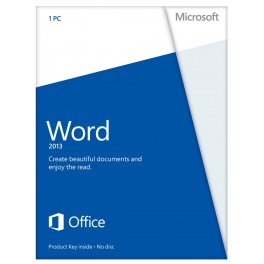 1 PC
Microsoft
Word
2013
Create beautiful documents and
enjoy the read.
Office
Product Key inside • No disc